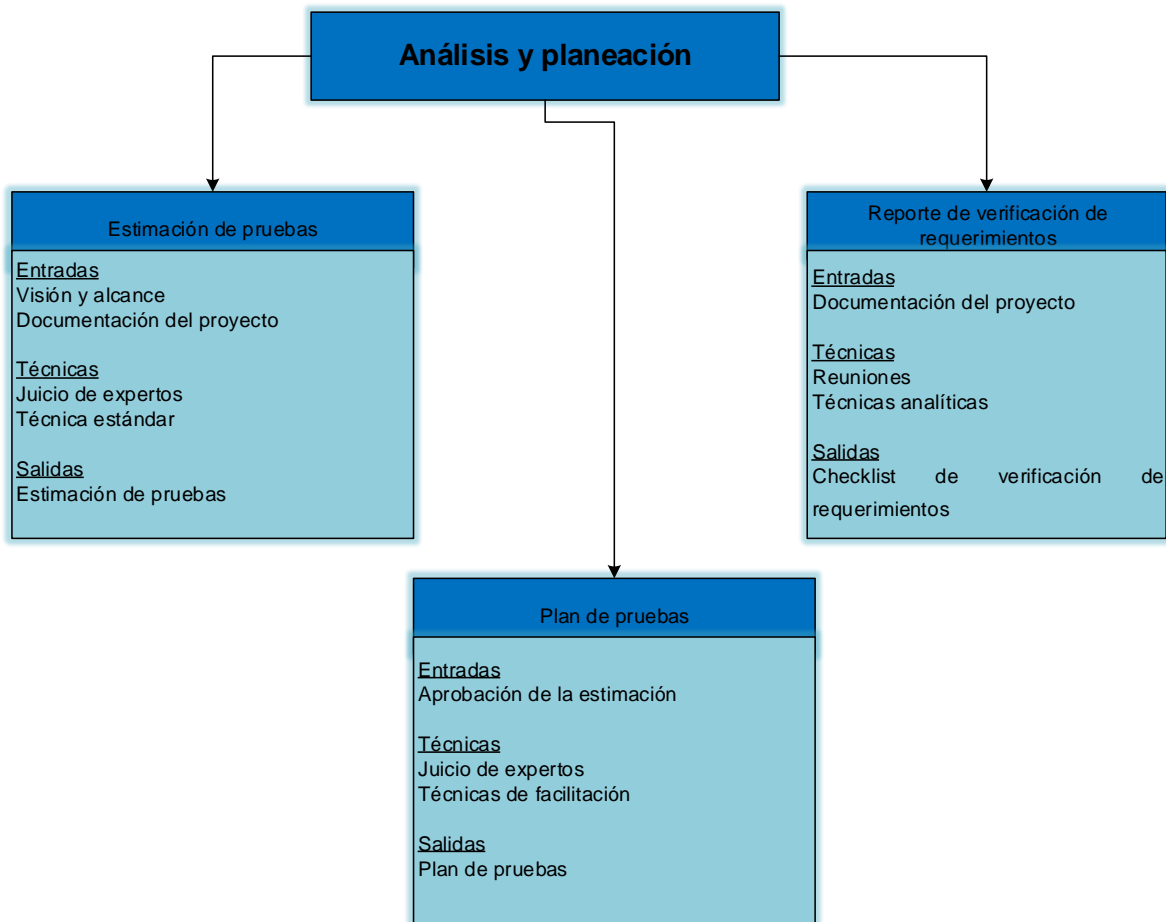 Análisis y planeación
Estimación de pruebas
Entradas
Visión y alcance
Documentación del proyecto
Técnicas
Juicio de expertos
Técnica estándar
Salidas
Estimación de pruebas
Reporte de verificación de
requerimientos
Entradas
Documentación del proyecto
Técnicas
Reuniones
Técnicas analíticas
Salidas
Checklist de verificación de
requerimientos
Plan de pruebas
Entradas
Aprobación de la estimación
Técnicas
Juicio de expertos
Técnicas de facilitación
Salidas
Plan de pruebas